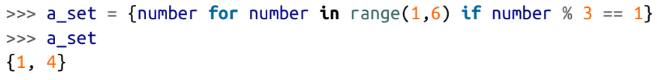 >>> a_set = {number for number in range(1,6) if number % 3 == 1}
>>> a_set
{1, 4}